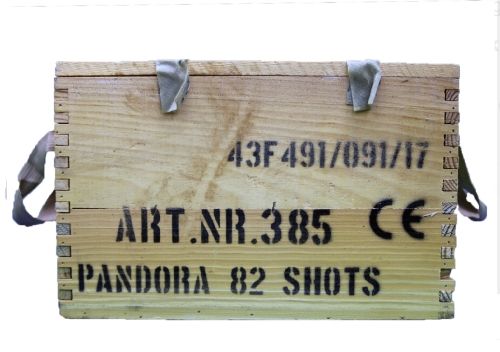 43F491/091/17
ART.NR.385 CE
PANDORA 82 SHOTS